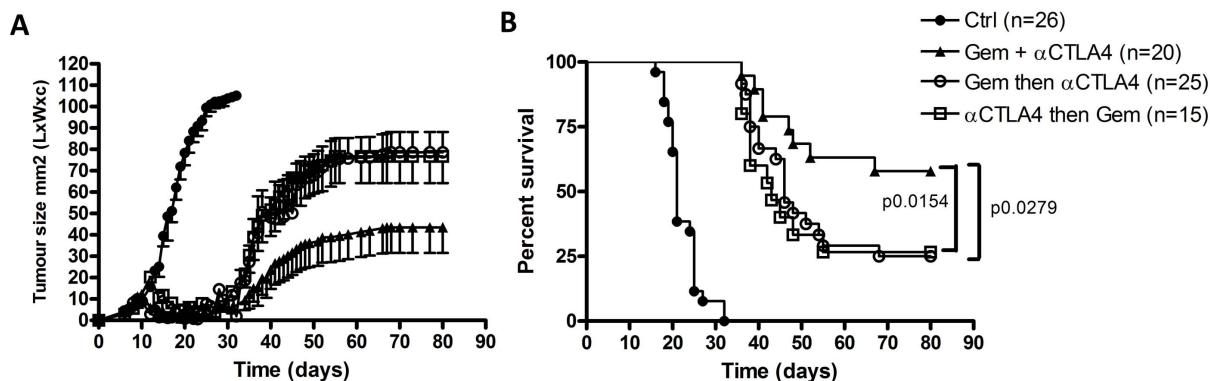 A
Tumour size mm2 (LxWxc)
120
110
100
90
80
70
60
50
40
30
20
10
0
0 10 20 30 40 50 60 70 80 90
Time (days)
B
Percent survival
100
75
50
25
0
0 10 20 30 40 50 60 70 80 90
Time (days)
p0.0154
p0.0279
Ctrl (n=26)
Gem + αCTLA4 (n=20)
Gem then αCTLA4 (n=25)
αCTLA4 then Gem (n=15)